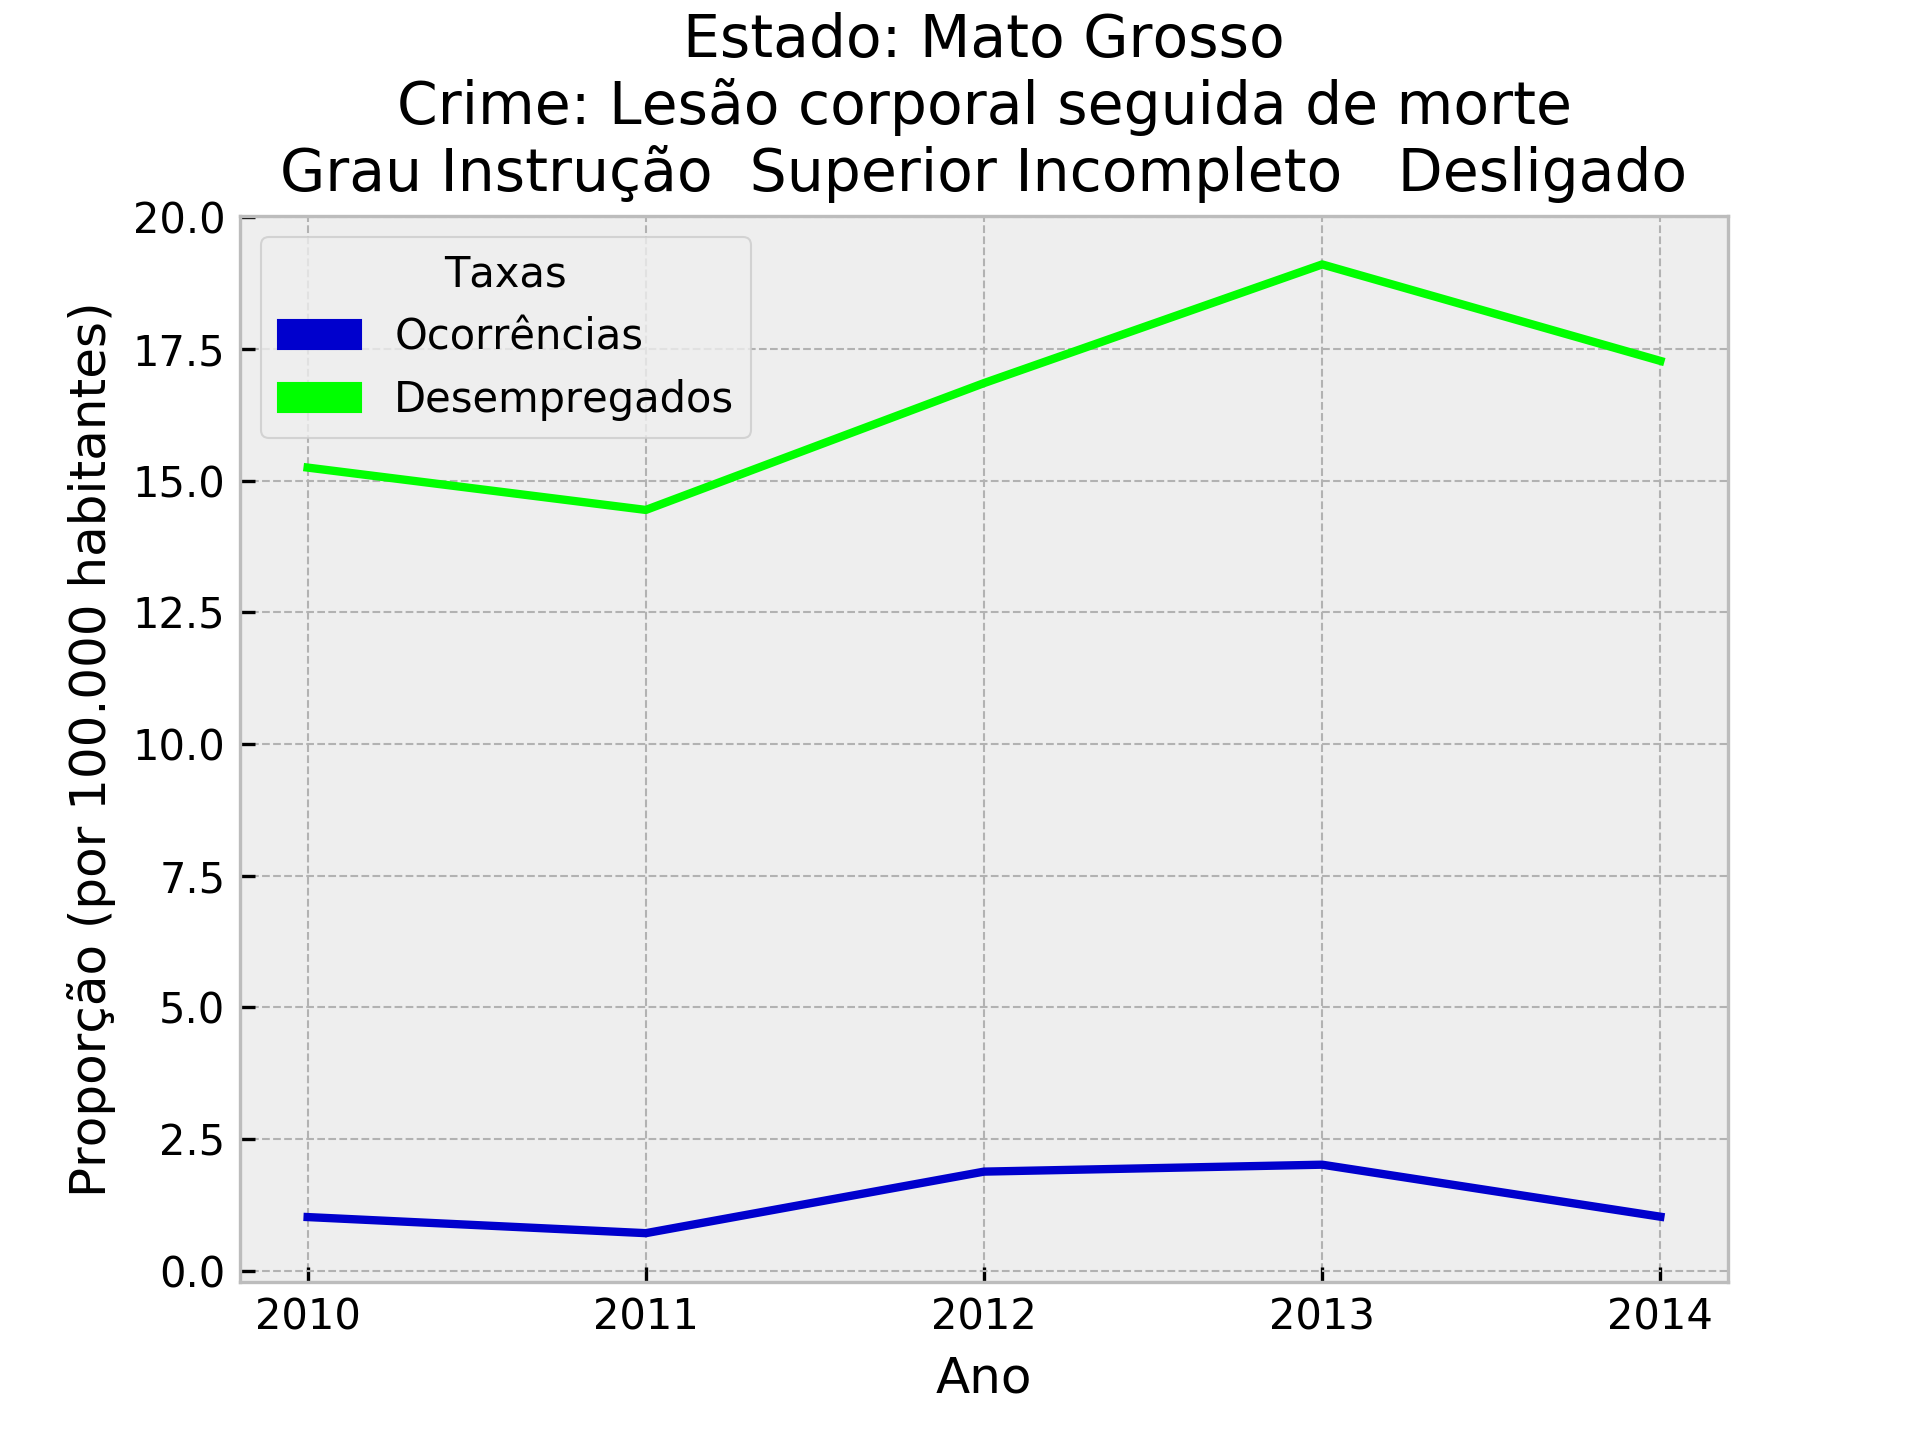 Estado: Mato Grosso
Crime: Lesão corporal seguida de morte
Grau Instrução  Superior Incompleto   Desligado
Taxas
Ocorrências
Desempregados
Proporção (por 100.000 habitantes)
20.0
17.5
15.0
12.5
10.0
7.5
5.0
2.5
0.0
2010 2011 2012 2013 2014
Ano